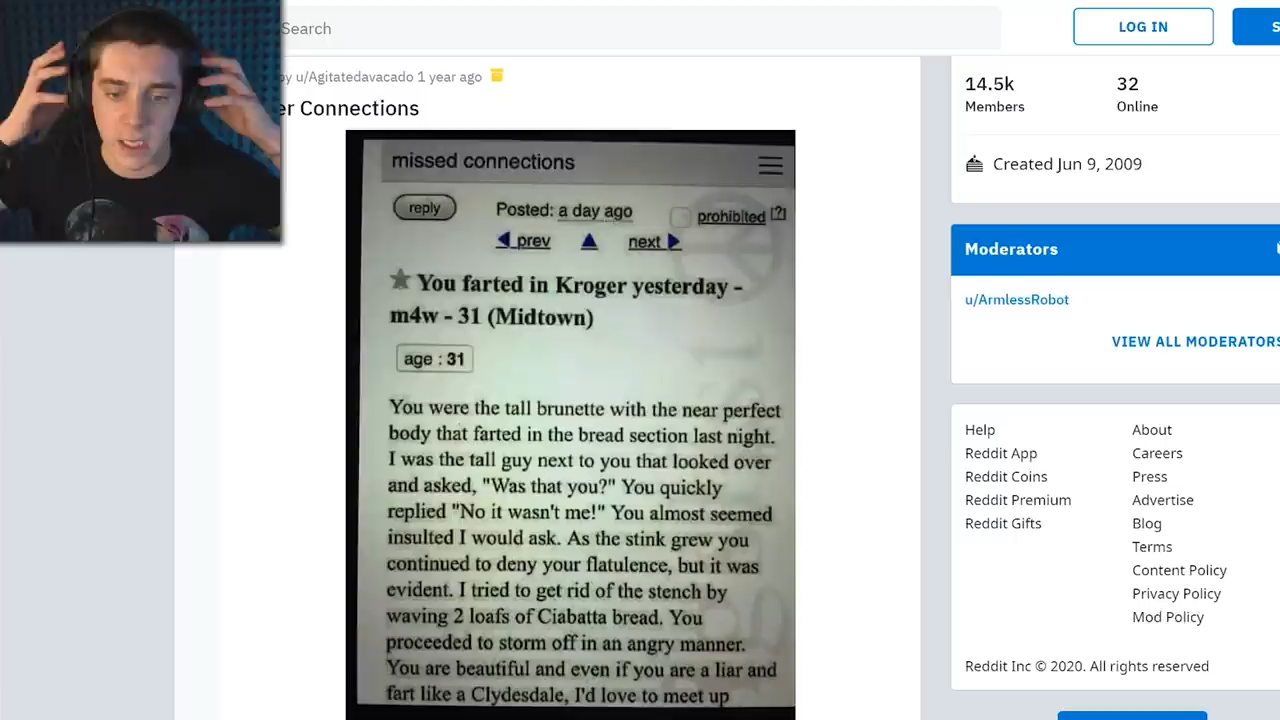 Search
LOG IN
S
by u/Agitatedavacado 1 year ago
er Connections
14.5k
32
Members
Online
Created Jun 9, 2009
missed connections
reply
Posted: a day ago
prohibited [?]
prev
next
You farted in Kroger yesterday -
m4w - 31 (Midtown)
age : 31
You were the tall brunette with the near perfect
body that farted in the bread section last night.
I was the tall guy next to you that looked over
and asked, "Was that you?" You quickly
replied "No it wasn't me!" You almost seemed
insulted I would ask. As the stink grew you
continued to deny your flatulence, but it was
evident. I tried to get rid of the stench by
waving 2 loafs of Ciabatta bread. You
proceeded to storm off in an angry manner.
You are beautiful and even if you are a liar and
fart like a Clydesdale, I'd love to meet up
Moderators
u/ArmlessRobot
VIEW ALL MODERATORS
Help
About
Reddit App
Careers
Reddit Coins
Press
Reddit Premium
Advertise
Reddit Gifts
Blog
Terms
Content Policy
Privacy Policy
Mod Policy
Reddit Inc © 2020. All rights reserved